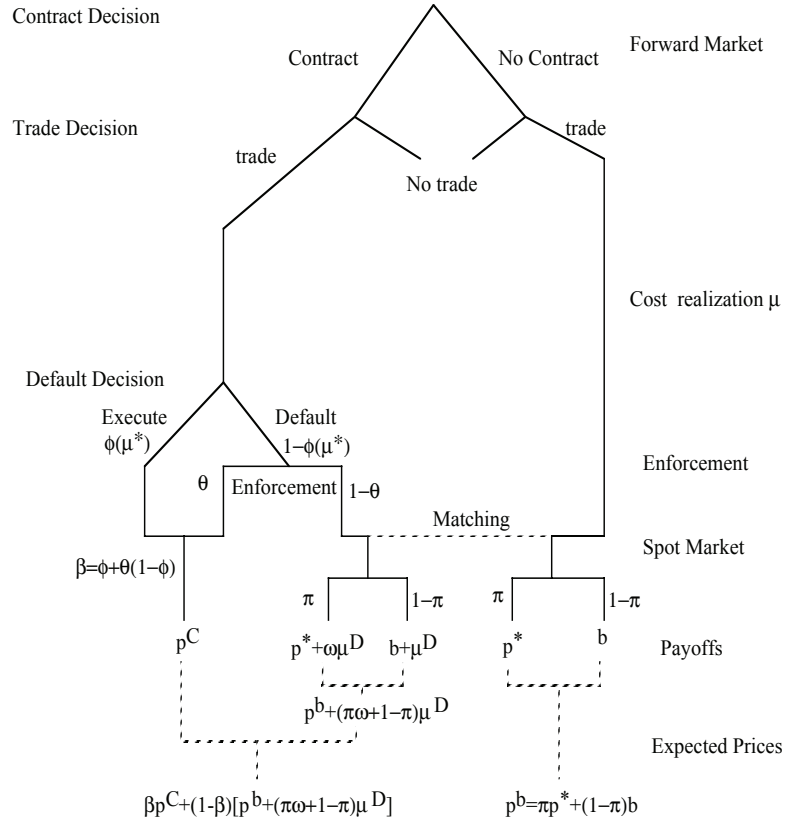 Contract Decision
Forward Market
Contract
No Contract
Trade Decision
trade
trade
No trade
Cost realization μ
Default Decision
Execute
φ(μ*)
Default
1−φ(μ*)
Enforcement
θ
Enforcement
1−θ
Matching
Spot Market
β=φ+θ(1−φ)
π
1−π
π
1−π
p^C
p*+ωμ^D
b+μ^D
p*
b
Payoffs
p^b+(πω+1−π)μ^D
Expected Prices
βp^C+(1-β)[p^b+(πω+1−π)μ^D]
p^b=πp*+(1−π)b